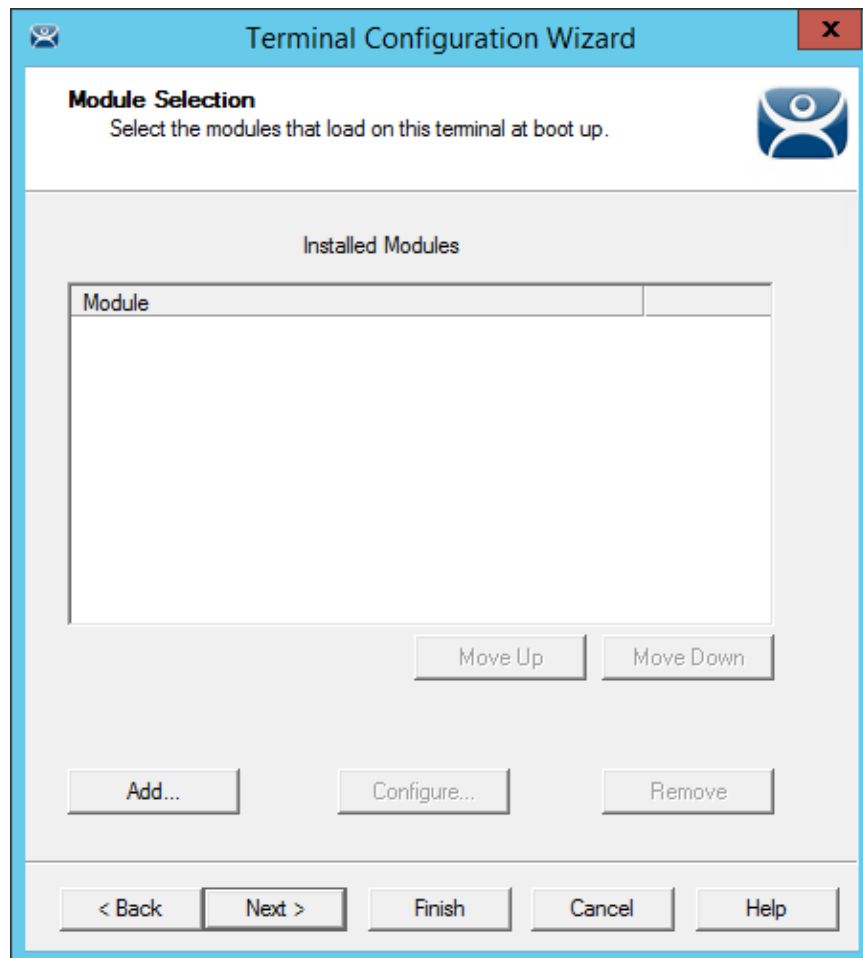 Terminal Configuration Wizard
x
Module Selection
Select the modules that load on this terminal at boot up.
Installed Modules
Module
Move Up Move Down
Add... Configure... Remove
< Back Next > Finish Cancel Help